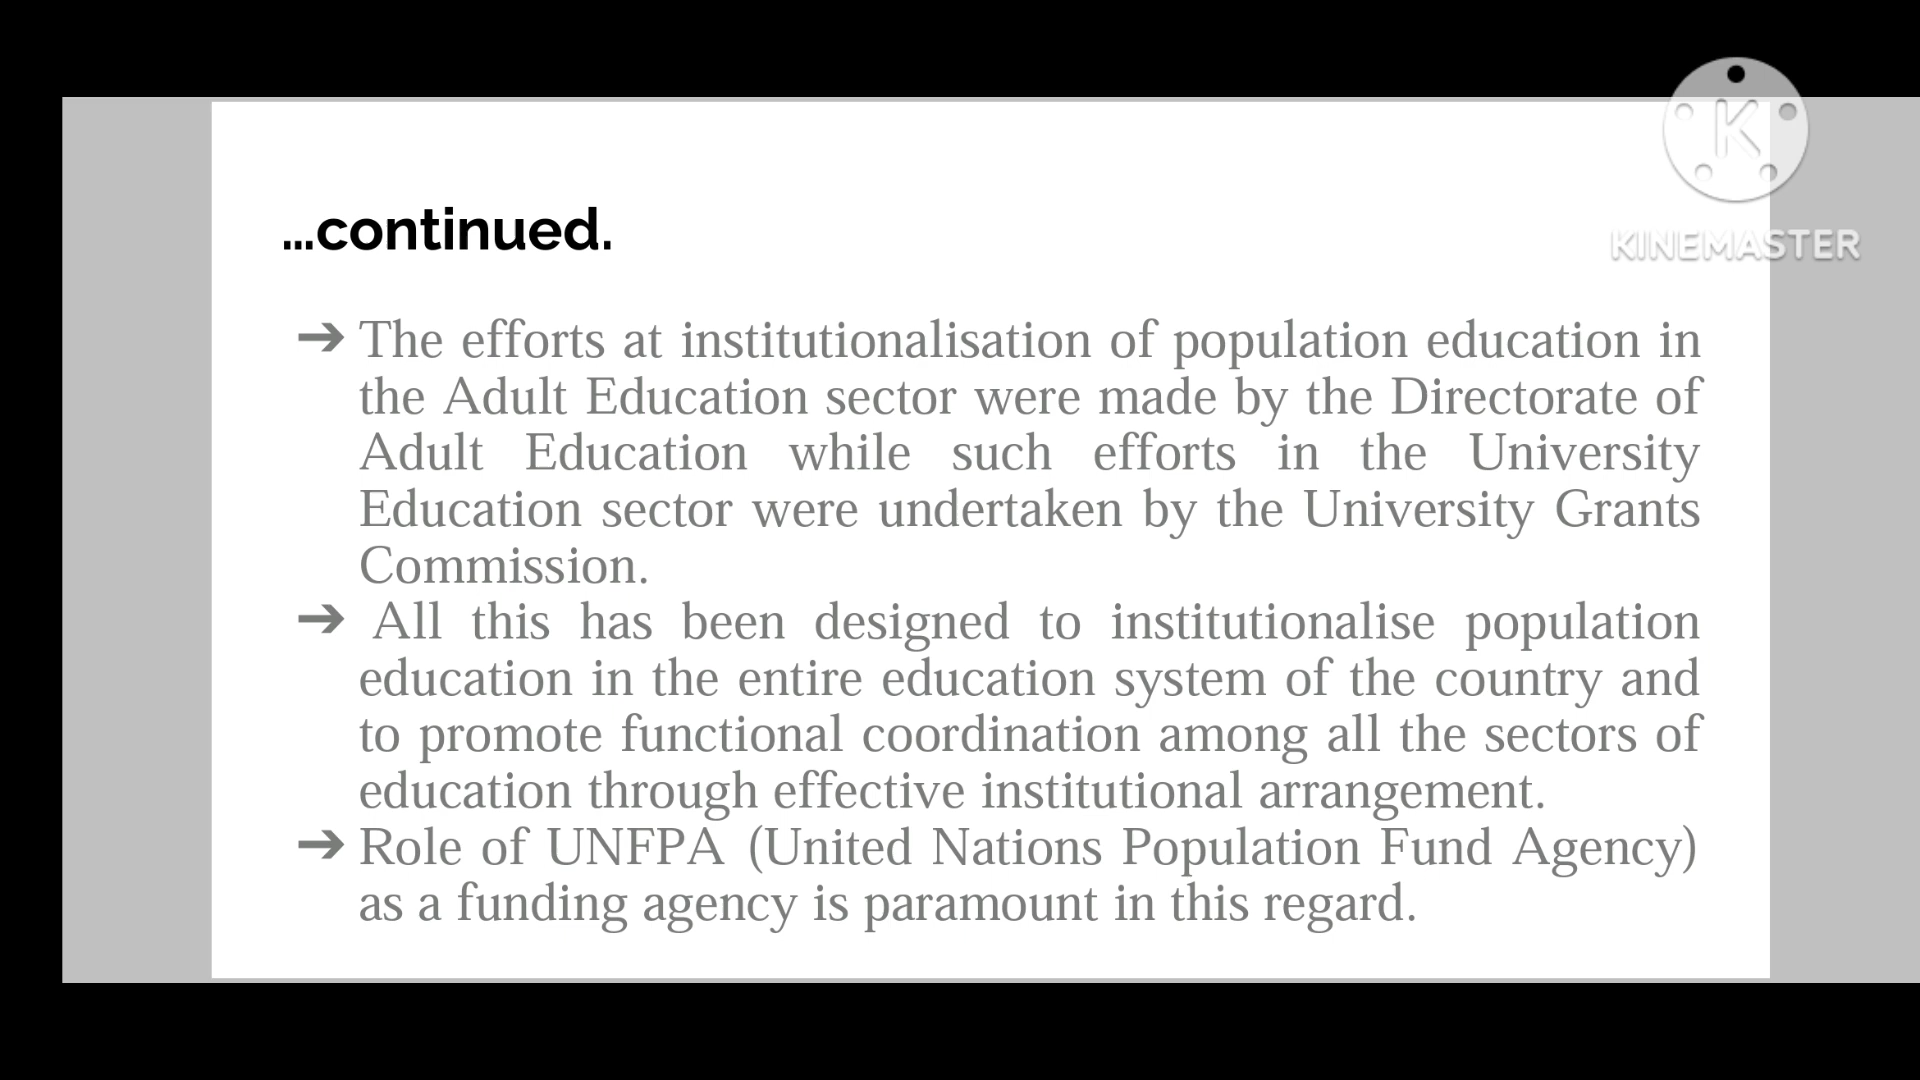 ...continued.
K
KINEMASTER
➔ The efforts at institutionalisation of population education in
the Adult Education sector were made by the Directorate of
Adult Education while such efforts in the University
Education sector were undertaken by the University Grants
Commission.
➔ All this has been designed to institutionalise population
education in the entire education system of the country and
to promote functional coordination among all the sectors of
education through effective institutional arrangement.
➔ Role of UNFPA (United Nations Population Fund Agency)
as a funding agency is paramount in this regard.